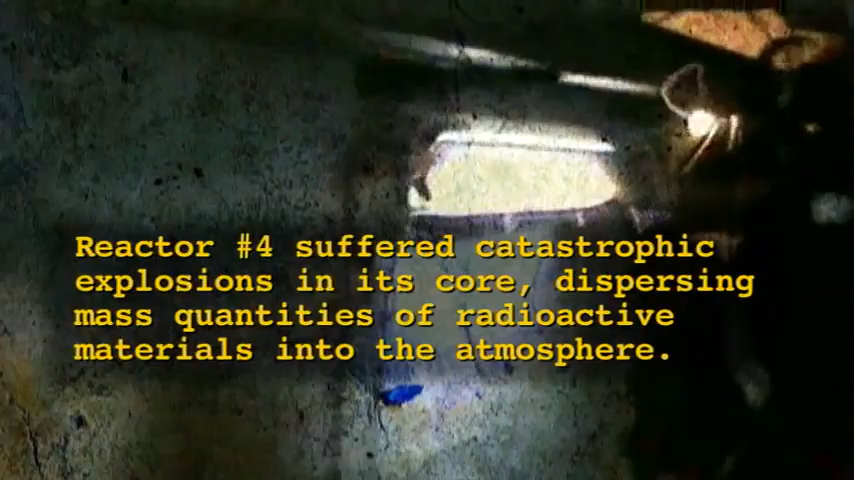 Reactor #4 suffered catastrophic
explosions in its core, dispersing
mass quantities of radioactive
materials into the atmosphere.